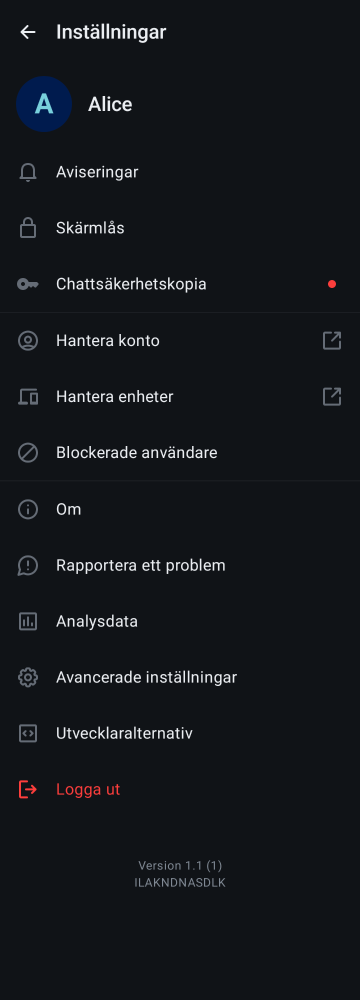 Inställningar
A
Alice
Aviseringar
Skärmlås
Chattsäkerhetskopia
Hantera konto
Hantera enheter
Blockerade användare
Om
Rapportera ett problem
Analysdata
Avancerade inställningar
Utvecklaralternativ
Logga ut
Version 1.1 (1)
ILAKNDNASDLK